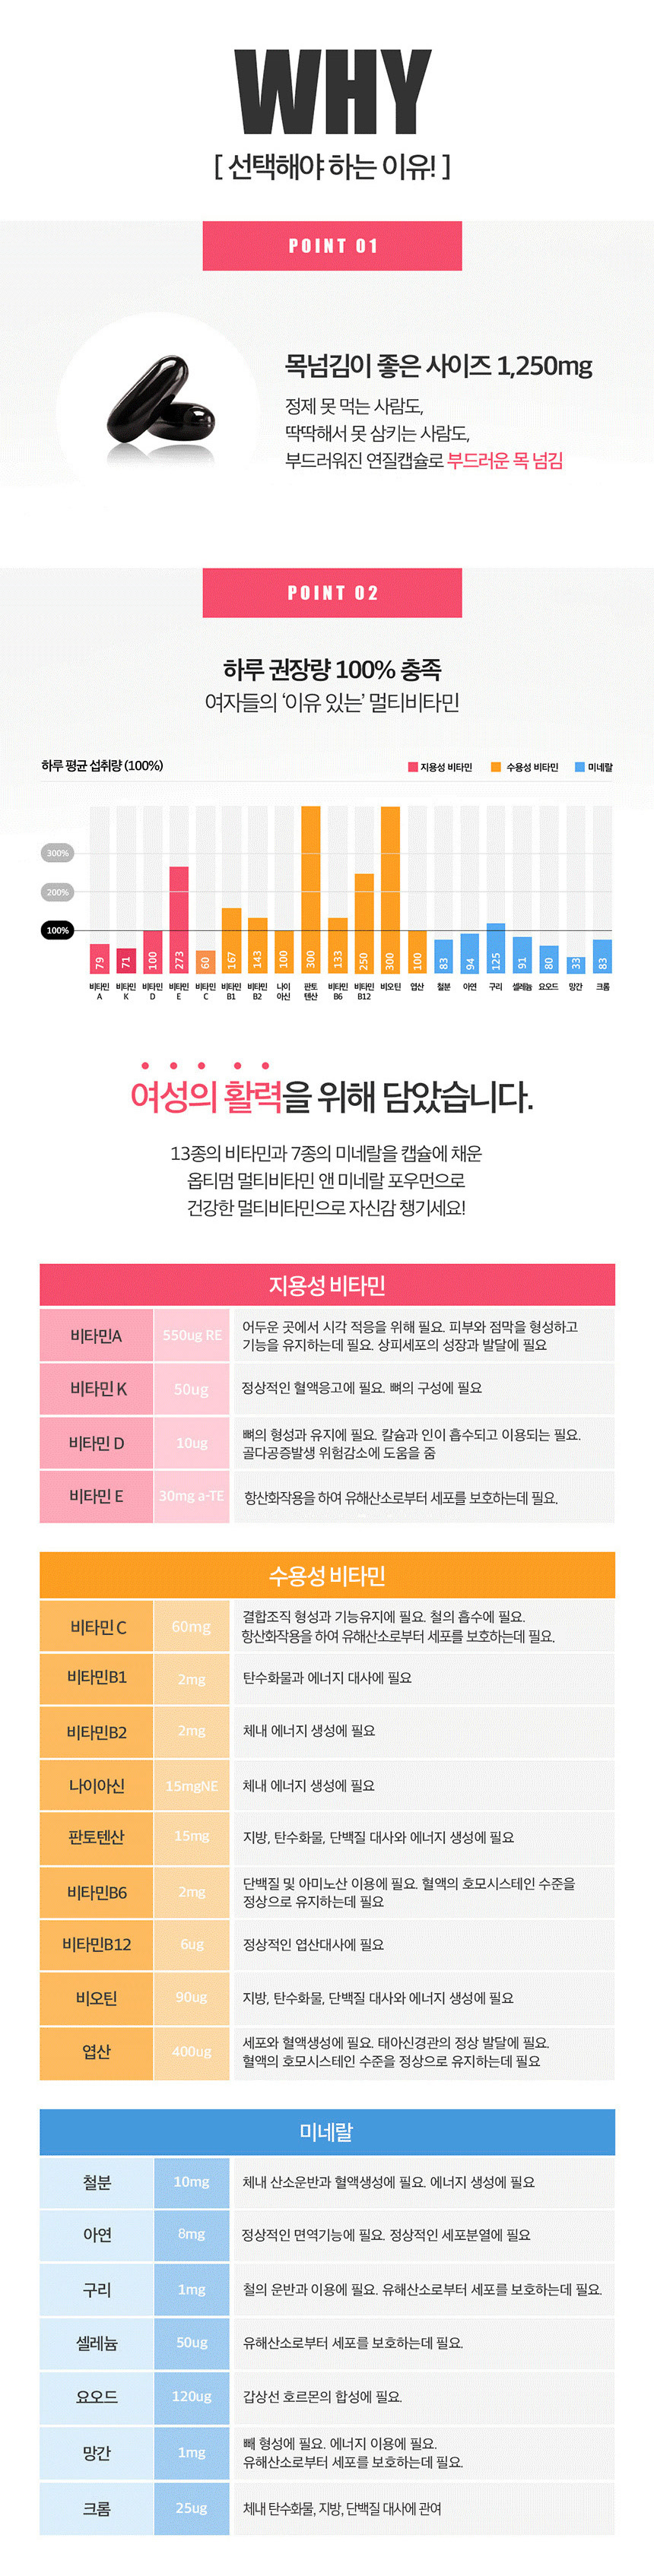 WHY
[ 선택해야 하는 이유! ]
POINT 01
목넘김이 좋은 사이즈 1,250mg
정제 못 먹는 사람도,
딱딱해서 못 삼키는 사람도,
부드러워진 연질캡슐로 부드러운 목 넘김
POINT 02
하루 권장량 100% 충족
여자들의 ‘이유 있는’ 멀티비타민
하루 평균 섭취량 (100%)
지용성 비타민 수용성 비타민 미네랄
300%
200%
100%
79 71 100 273 60 167 143 100 300 133 250 300 100 83 94 125 91 80 33 83
비타민 비타민 비타민 비타민 비타민 비타민 비타민 나이 판토 비타민 비타민 비오틴 엽산 철분 아연 구리 셀레늄 요오드 망간 크롬
A K D E C B1 B2 아신 텐산 B6 B12
여성의 활력을 위해 담았습니다.
13종의 비타민과 7종의 미네랄을 캡슐에 채운
옵티멈 멀티비타민 앤 미네랄 포우먼으로
건강한 멀티비타민으로 자신감 챙기세요!
지용성 비타민
비타민A 550ug RE 어두운 곳에서 시각 적응을 위해 필요. 피부와 점막을 형성하고
기능을 유지하는데 필요. 상피세포의 성장과 발달에 필요
비타민 K 50ug 정상적인 혈액응고에 필요. 뼈의 구성에 필요
비타민 D 10ug 뼈의 형성과 유지에 필요. 칼슘과 인이 흡수되고 이용되는 필요.
골다공증발생 위험감소에 도움을 줌
비타민 E 30mg a-TE 항산화작용을 하여 유해산소로부터 세포를 보호하는데 필요.
수용성 비타민
비타민 C 60mg 결합조직 형성과 기능유지에 필요. 철의 흡수에 필요.
항산화작용을 하여 유해산소로부터 세포를 보호하는데 필요.
비타민B1 2mg 탄수화물과 에너지 대사에 필요
비타민B2 2mg 체내 에너지 생성에 필요
나이아신 15mgNE 체내 에너지 생성에 필요
판토텐산 15mg 지방, 탄수화물, 단백질 대사와 에너지 생성에 필요
비타민B6 2mg 단백질 및 아미노산 이용에 필요. 혈액의 호모시스테인 수준을
정상으로 유지하는데 필요
비타민B12 6ug 정상적인 엽산대사에 필요
비오틴 90ug 지방, 탄수화물, 단백질 대사와 에너지 생성에 필요
엽산 400ug 세포와 혈액생성에 필요. 태아신경관의 정상 발달에 필요.
혈액의 호모시스테인 수준을 정상으로 유지하는데 필요
미네랄
철분 10mg 체내 산소운반과 혈액생성에 필요. 에너지 생성에 필요
아연 8mg 정상적인 면역기능에 필요. 정상적인 세포분열에 필요
구리 1mg 철의 운반과 이용에 필요. 유해산소로부터 세포를 보호하는데 필요.
셀레늄 50ug 유해산소로부터 세포를 보호하는데 필요.
요오드 120ug 갑상선 호르몬의 합성에 필요.
망간 1mg 빼 형성에 필요. 에너지 이용에 필요.
유해산소로부터 세포를 보호하는데 필요.
크롬 25ug 체내 탄수화물, 지방, 단백질 대사에 관여